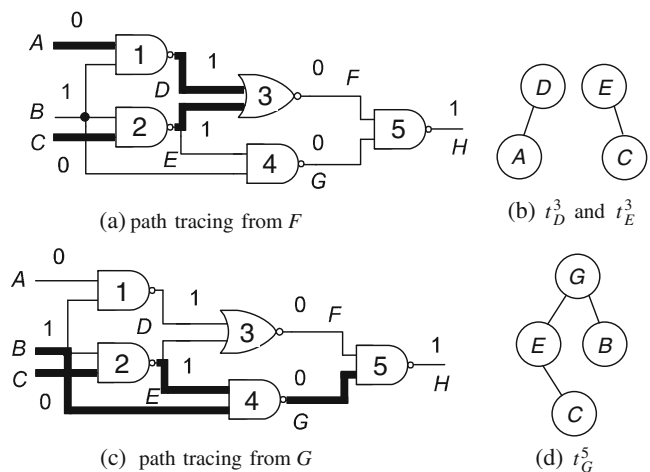 0
A
1
1
0
F
D
D
E
B
1
3
1
C
2
1
0
5
H
A
C
0
E
4
G
(a) path tracing from F
(b) t_D^3 and t_E^3
0
A
G
1
1
0
F
1
D
3
1
E
B
B
2
1
0
5
H
C
0
E
4
G
C
(c) path tracing from G
(d) t_G^5